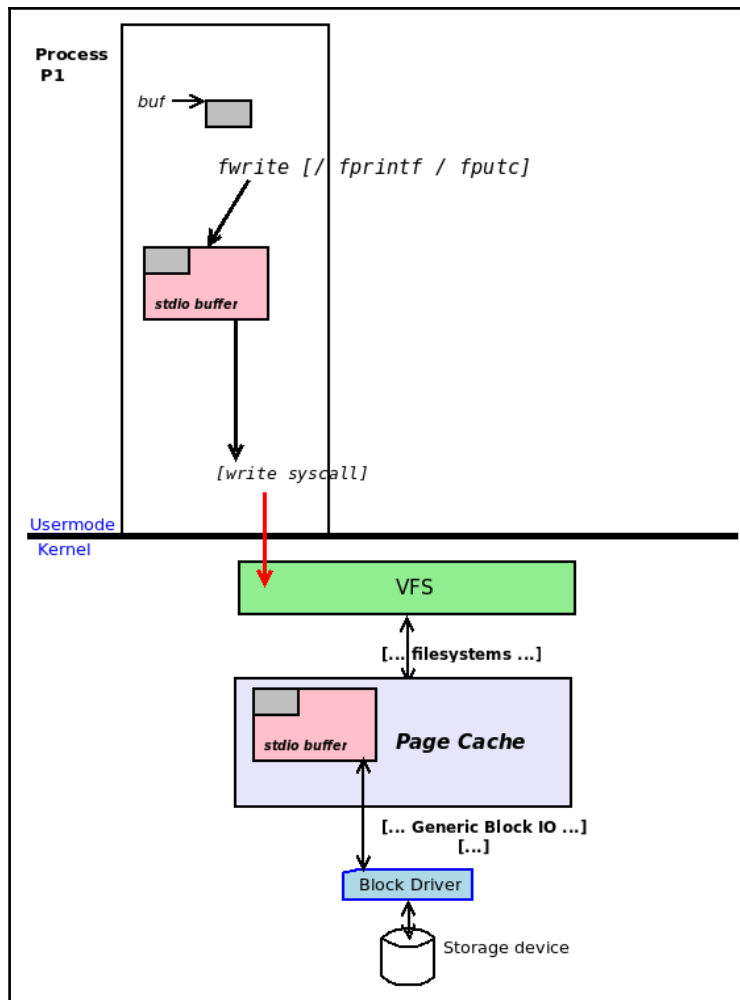 Process
P1
buf
fwrite [/ fprintf / fputc]
stdio buffer
[write syscall]
Usermode
Kernel
VFS
[... filesystems ...]
stdio buffer
Page Cache
[... Generic Block IO ...]
[...]
Block Driver
Storage device